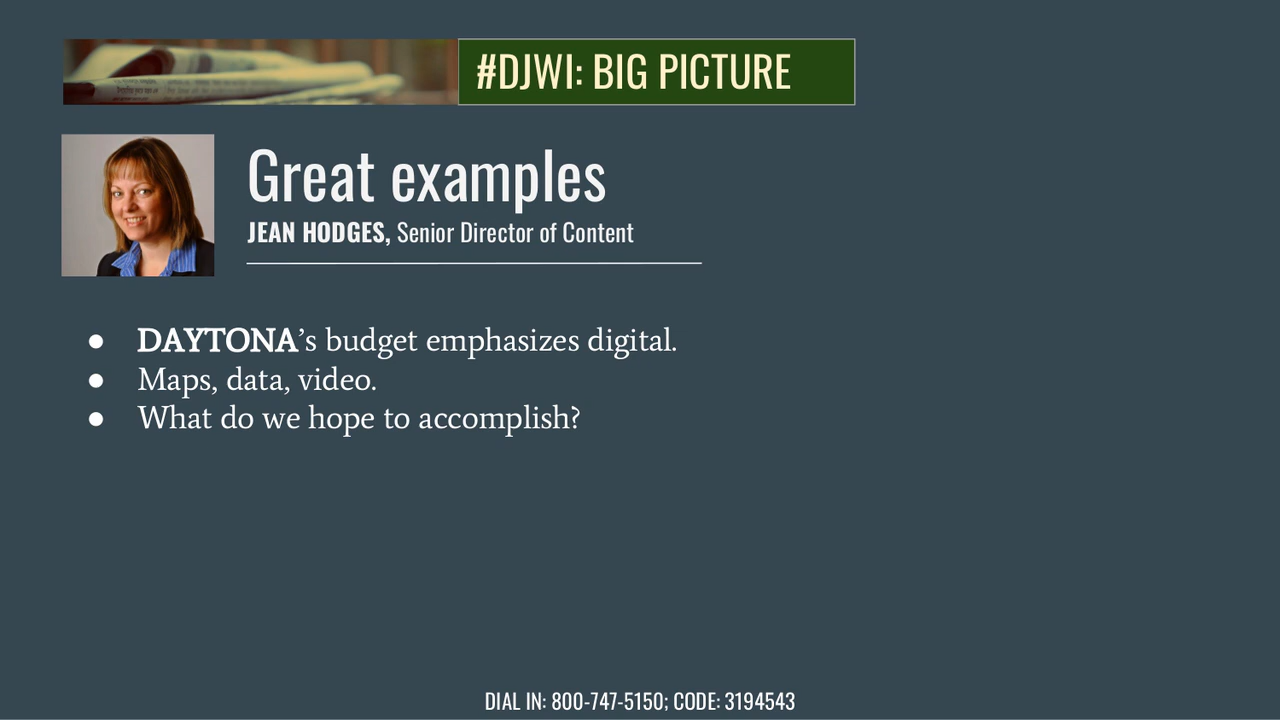 #DJWI: BIG PICTURE
Great examples
JEAN HODGES, Senior Director of Content
● DAYTONA’s budget emphasizes digital.
● Maps, data, video.
● What do we hope to accomplish?
DIAL IN: 800-747-5150; CODE: 3194543